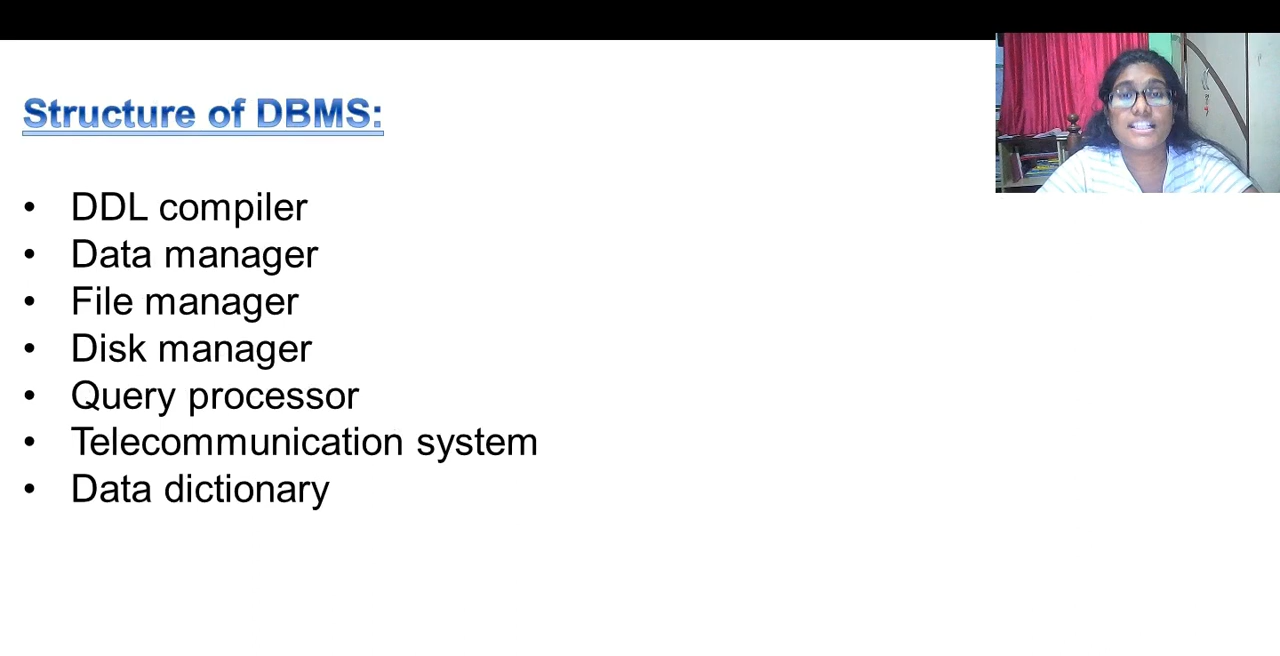 Structure of DBMS:
• DDL compiler
• Data manager
• File manager
• Disk manager
• Query processor
• Telecommunication system
• Data dictionary